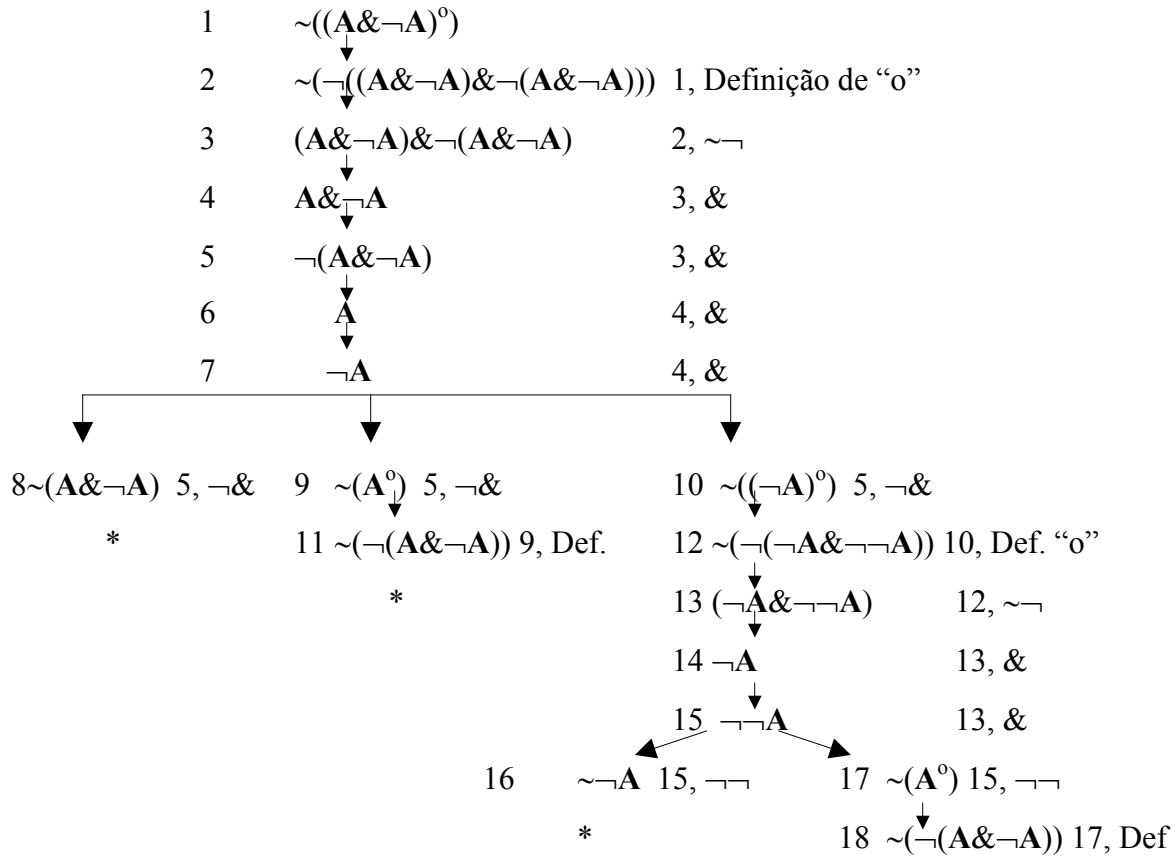 1 ~((A&¬A)º)
2 ~(¬((A&¬A)&¬(A&¬A))) 1, Definição de “o”
3 (A&¬A)&¬(A&¬A) 2, ~¬
4 A&¬A 3, &
5 ¬(A&¬A) 3, &
6 A 4, &
7 ¬A 4, &
8~(A&¬A) 5, ¬& 9 ~(Aº) 5, ¬& 10 ~((¬A)º) 5, ¬&
* 11 ~(¬(A&¬A)) 9, Def. 12 ~(¬(¬A&¬¬A)) 10, Def. “o”
* 13 (¬A&¬¬A) 12, ~¬
14 ¬A 13, &
15 ¬¬A 13, &
16 ~¬A 15, ¬¬ 17 ~(Aº) 15, ¬¬
* 18 ~(¬(A&¬A)) 17, Def